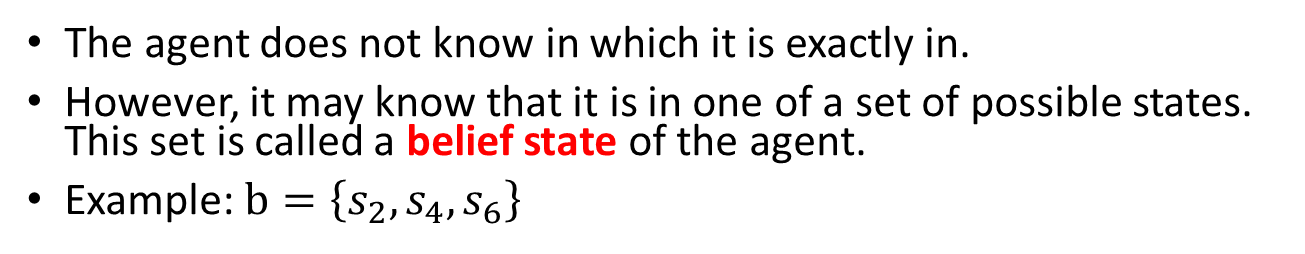 • The agent does not know in which it is exactly in.
• However, it may know that it is in one of a set of possible states.
This set is called a belief state of the agent.
• Example: b = {s₂, s₄, s₆}